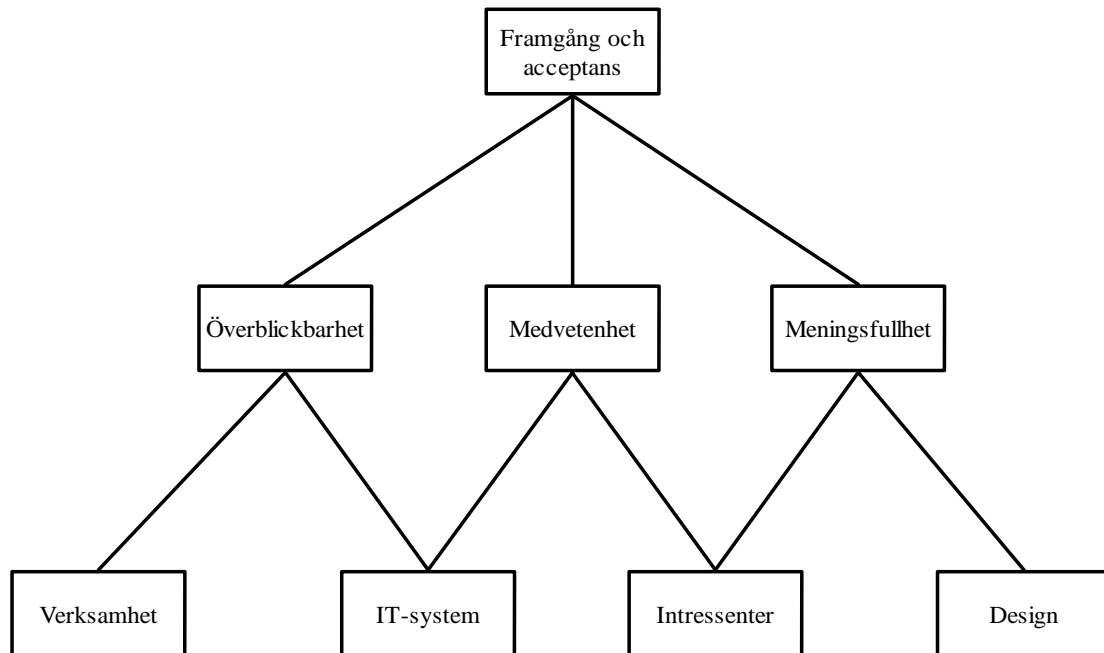 Framgång och
acceptans
Överblickbarhet
Medvetenhet
Meningsfullhet
Verksamhet
IT-system
Intressenter
Design